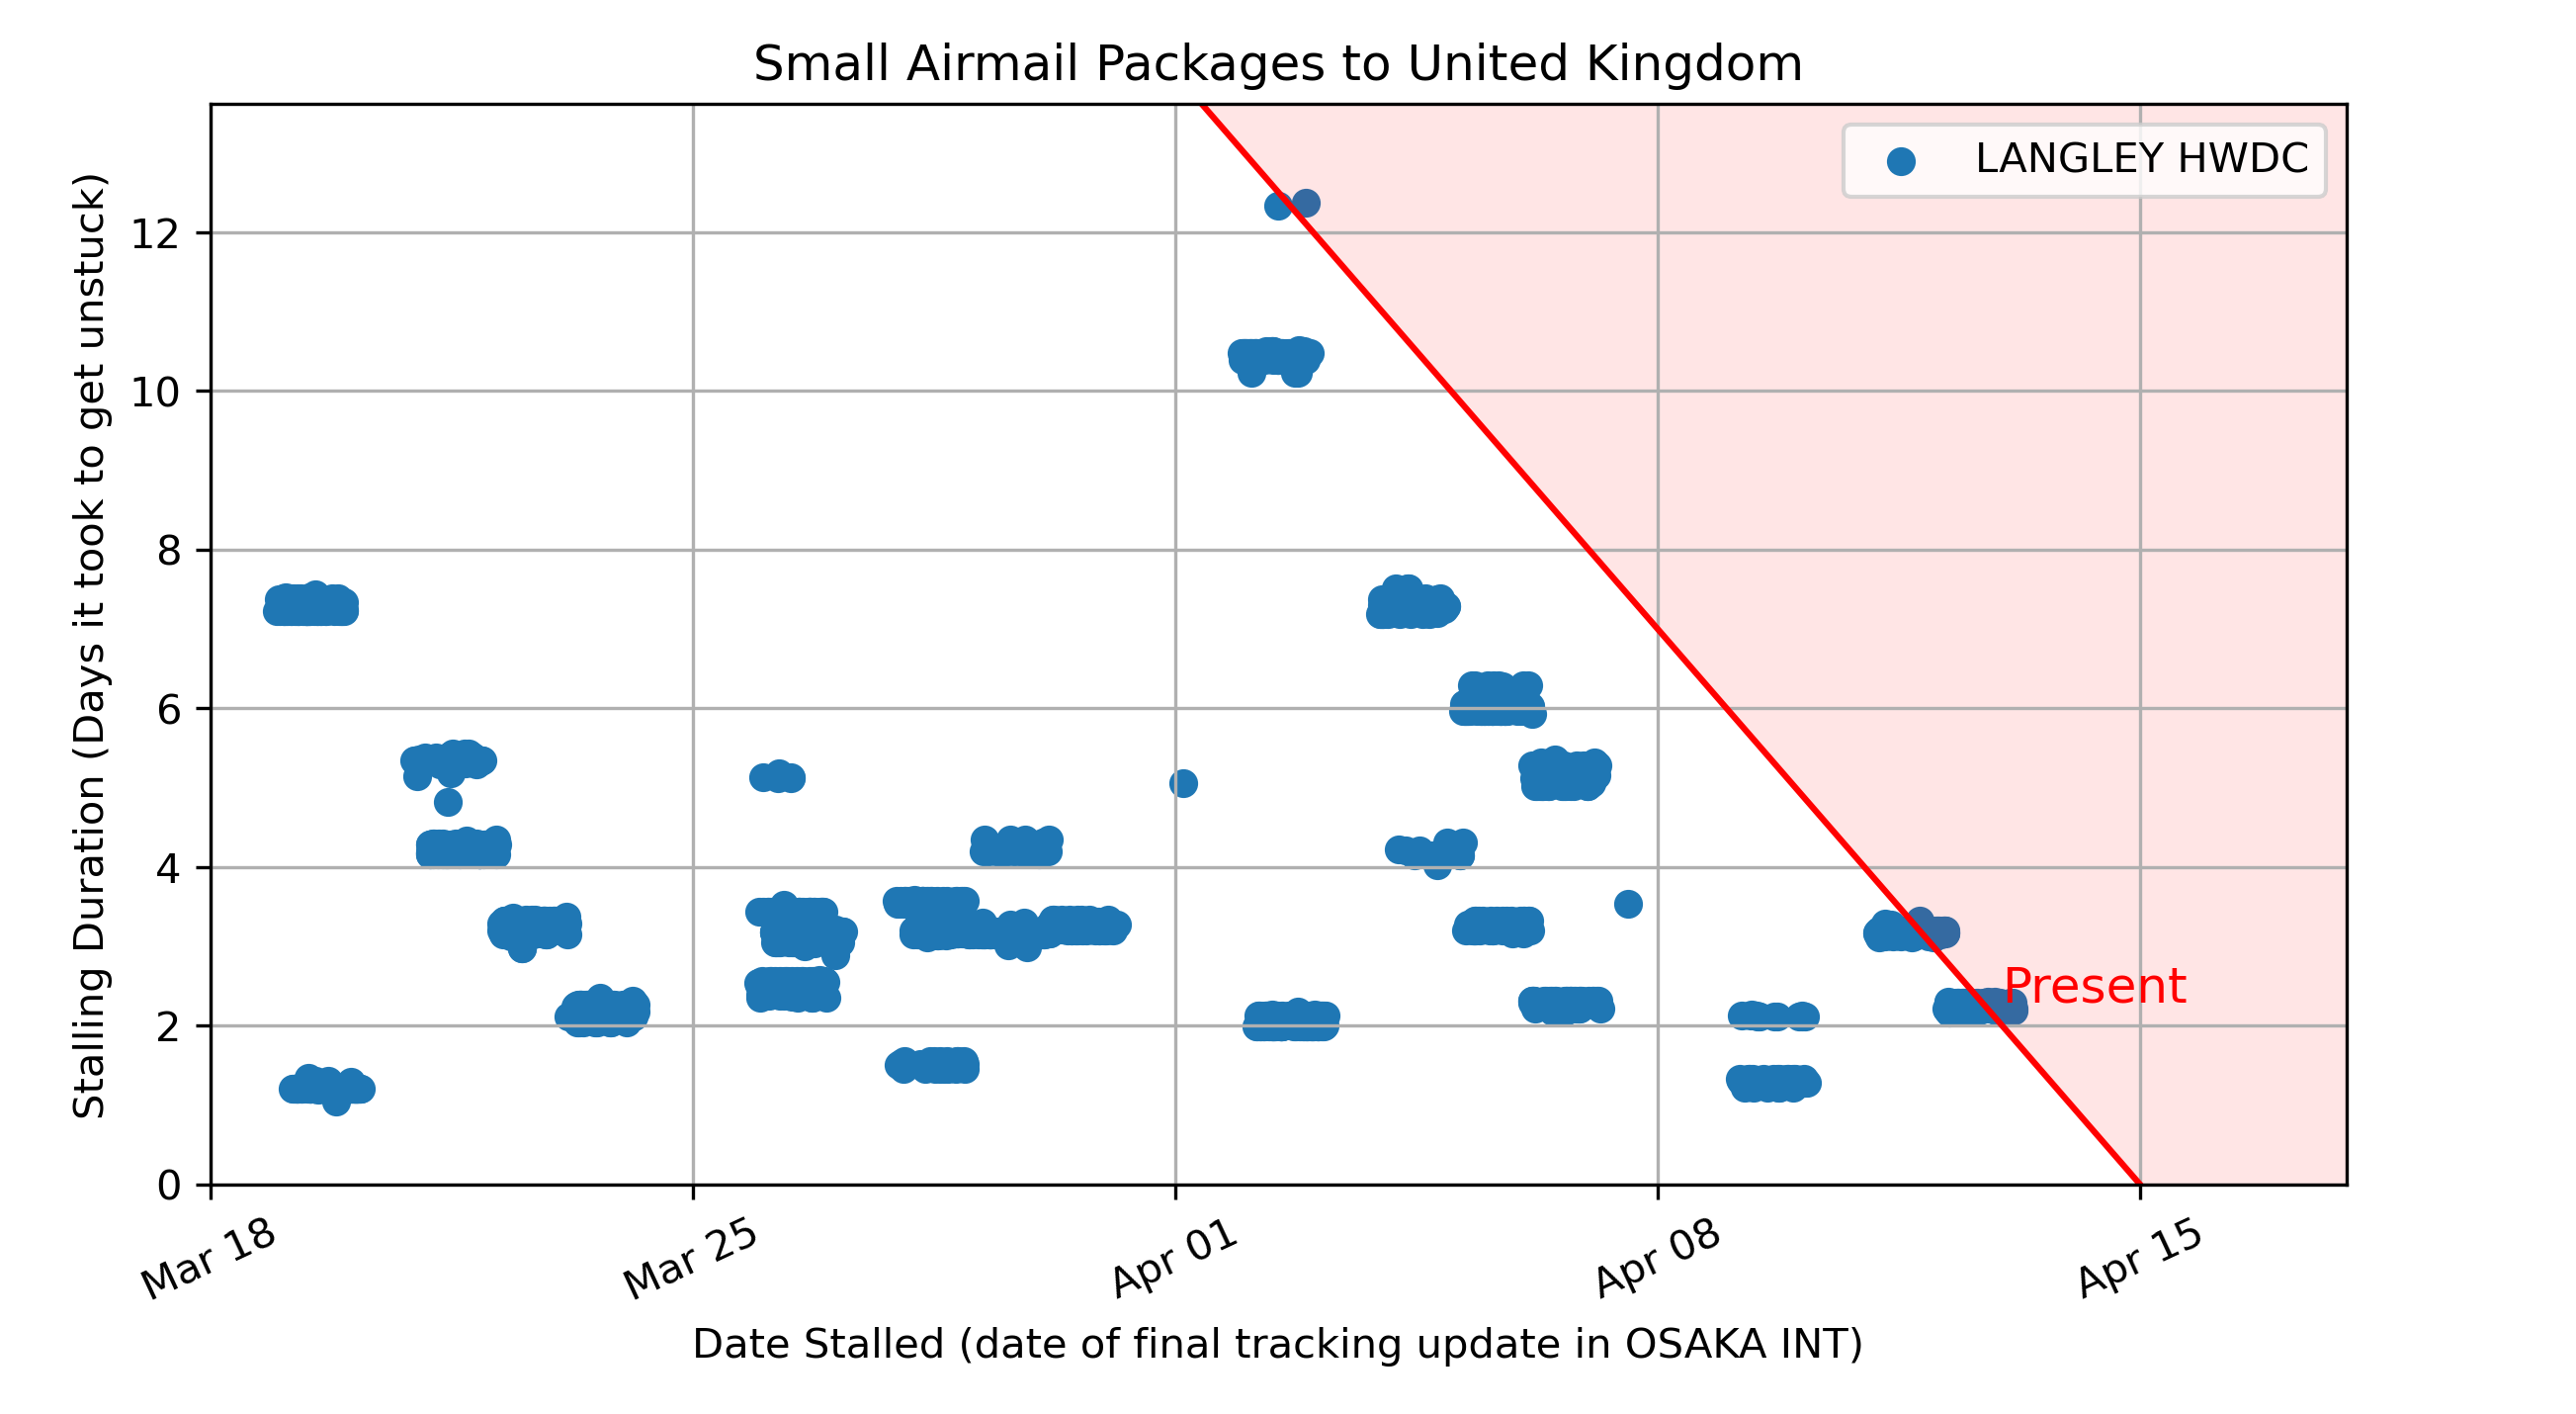 Small Airmail Packages to United Kingdom
LANGLEY HWDC
Stalling Duration (Days it took to get unstuck)
12
10
8
6
4
2
0
Present
Mar 18
Mar 25
Apr 01
Apr 08
Apr 15
Date Stalled (date of final tracking update in OSAKA INT)